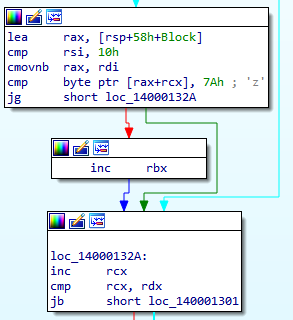 lea     rax, [rsp+58h+Block]
cmp     rsi, 10h
cmovnb  rax, rdi
cmp     byte ptr [rax+rcx], 7Ah ; 'z'
jg      short loc_14000132A
inc     rbx
loc_14000132A:
inc     rcx
cmp     rcx, rdx
jb      short loc_140001301